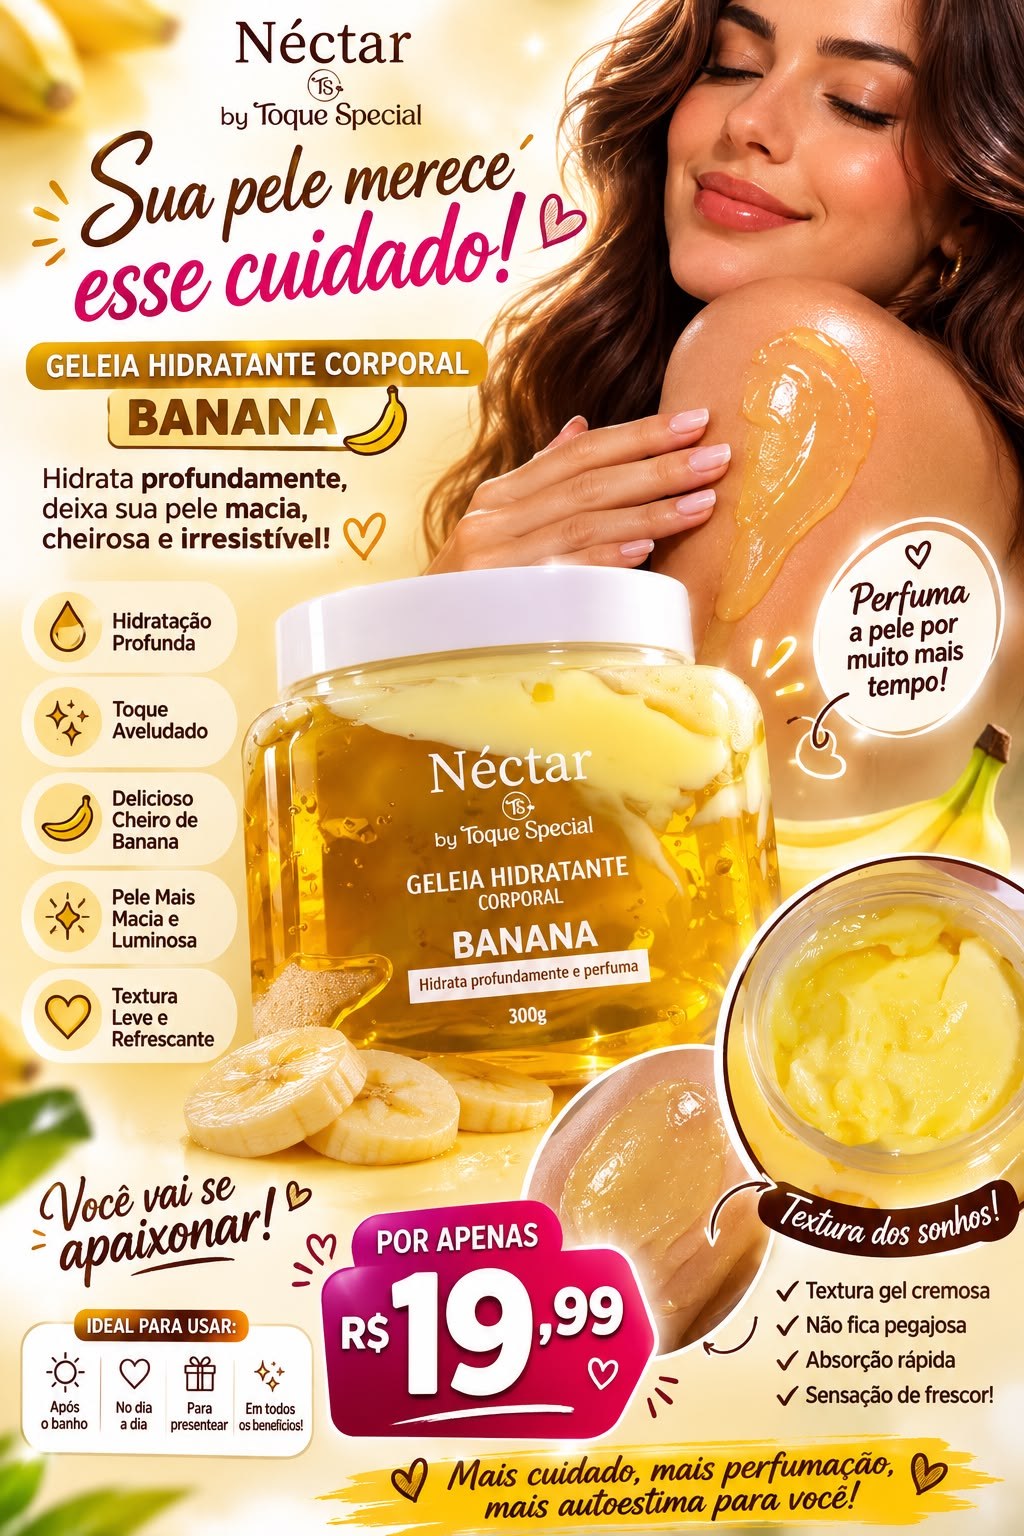 Néctar
TS
by Toque Special
Sua pele merece
esse cuidado!
GELEIA HIDRATANTE CORPORAL
BANANA
Hidrata profundamente,
deixa sua pele macia,
cheirosa e irresistível!
Hidratação
Profunda
Toque
Aveludado
Delicioso
Cheiro de
Banana
Pele Mais
Macia e
Luminosa
Textura
Leve e
Refrescante
Perfuma
a pele por
muito mais
tempo!
Néctar
TS
by Toque Special
GELEIA HIDRATANTE
CORPORAL
BANANA
Hidrata profundamente e perfuma
300g
Textura dos sonhos!
Textura gel cremosa
Não fica pegajosa
Absorção rápida
Sensação de frescor!
Você vai se
apaixonar!
POR APENAS
R$ 19,99
IDEAL PARA USAR:
Após
o banho
No dia
a dia
Para
presentear
Em todos
os benefícios!
Mais cuidado, mais perfumação,
mais autoestima para você!